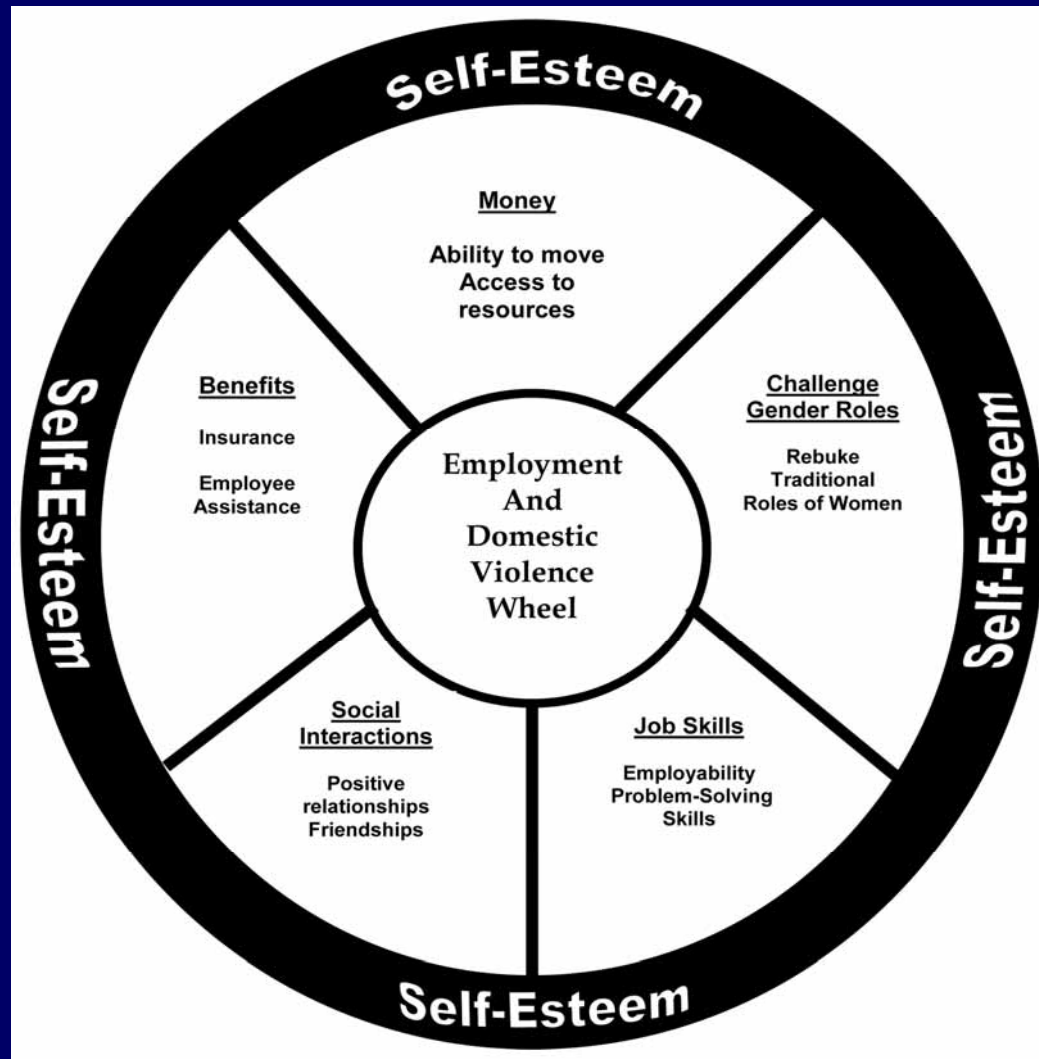 Self-Esteem
Money
Ability to move
Access to
resources
Challenge
Gender Roles
Rebuke
Traditional
Roles of Women
Job Skills
Employability
Problem-Solving
Skills
Social
Interactions
Positive
relationships
Friendships
Benefits
Insurance
Employee
Assistance
Employment
And
Domestic
Violence
Wheel
Self-Esteem
Self-Esteem
Self-Esteem